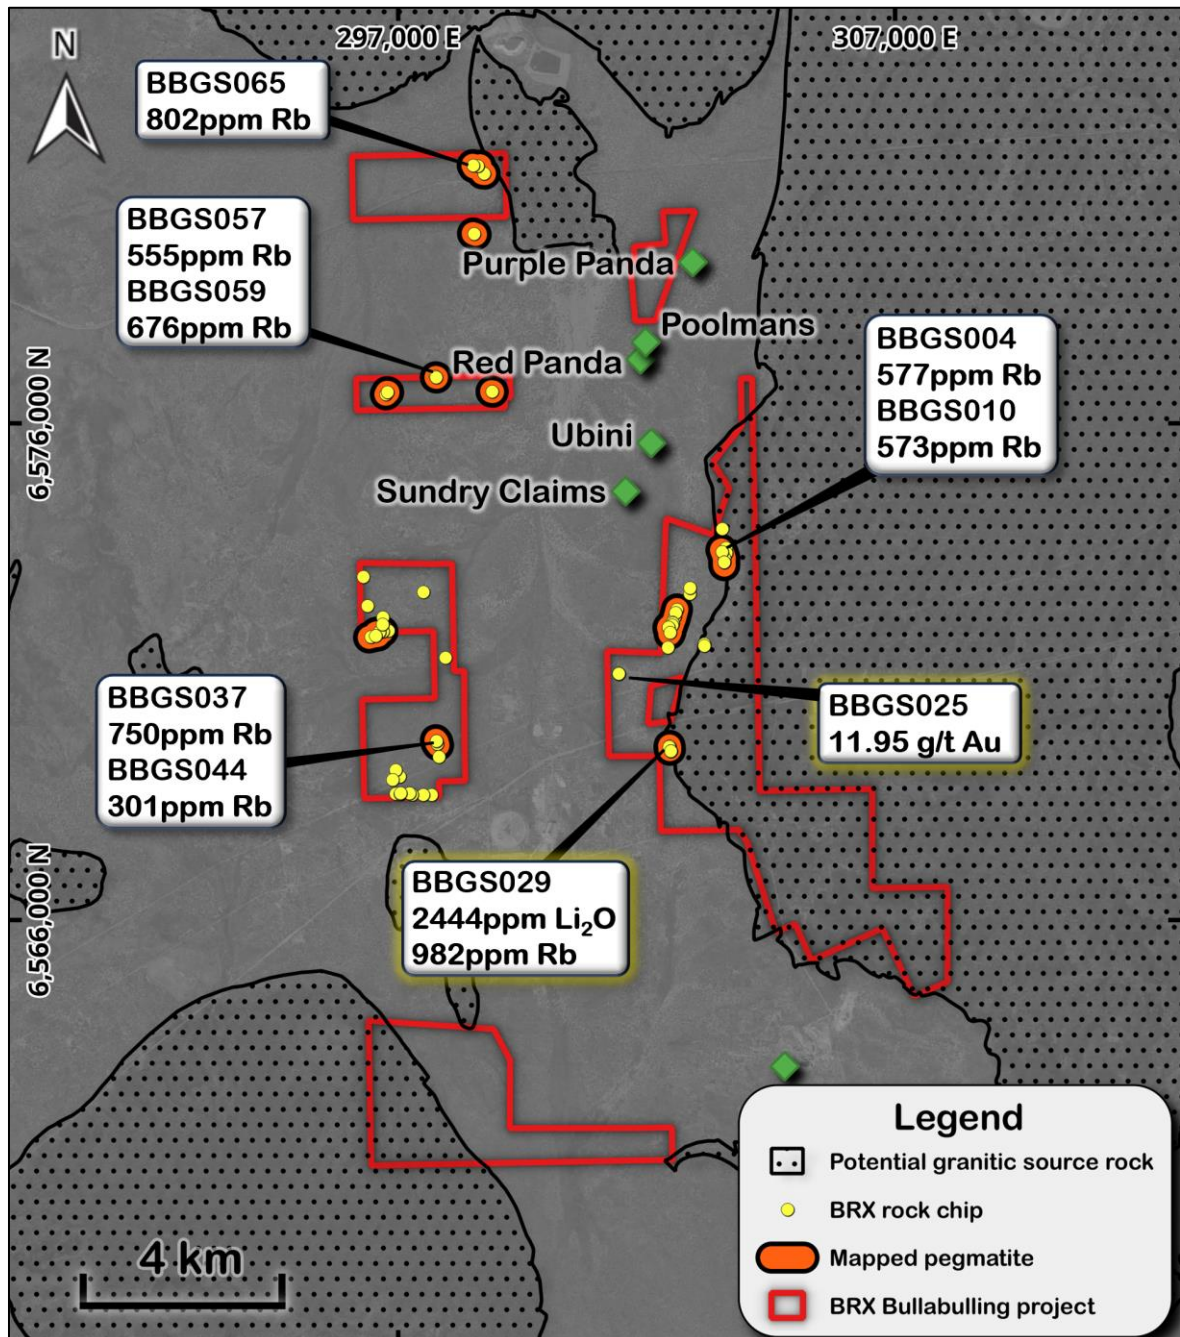 N
297,000 E
307,000 E
BBGS065
802ppm Rb
BBGS057
555ppm Rb
BBGS059
676ppm Rb
Purple Panda
Poolmans
Red Panda
BBGS004
577ppm Rb
BBGS010
573ppm Rb
6,576,000 N
Ubini
Sundry Claims
BBGS037
750ppm Rb
BBGS044
301ppm Rb
BBGS025
11.95 g/t Au
BBGS029
2444ppm Li₂O
982ppm Rb
6,566,000 N
4 km
Legend
Potential granitic source rock
BRX rock chip
Mapped pegmatite
BRX Bullabulling project